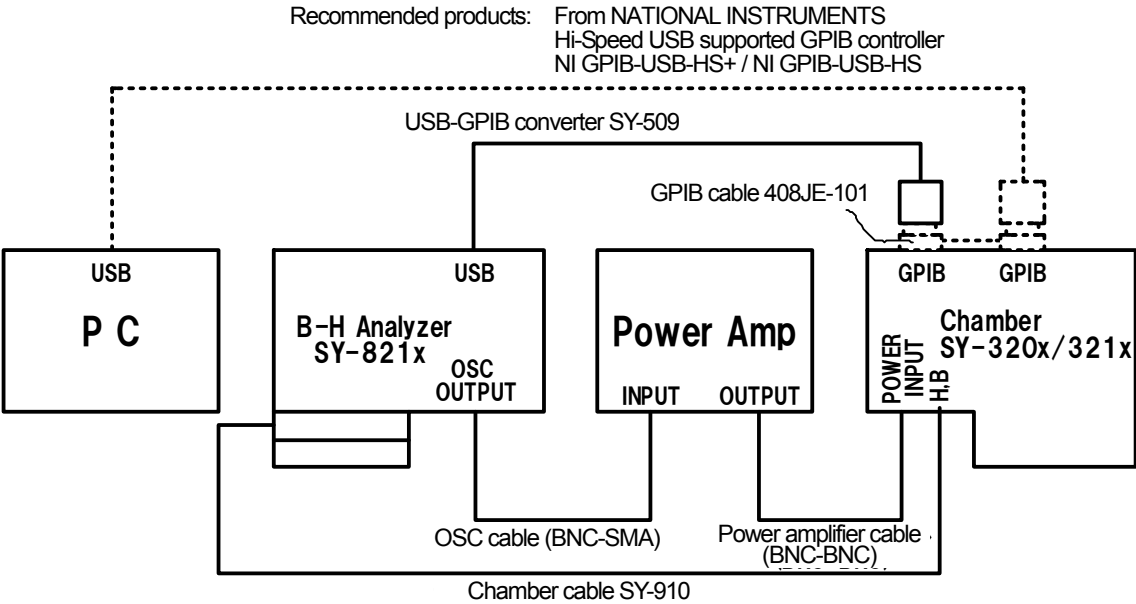 Recommended products: From NATIONAL INSTRUMENTS
Hi-Speed USB supported GPIB controller
NI GPIB-USB-HS+ / NI GPIB-USB-HS
USB-GPIB converter SY-509
GPIB cable 408JE-101
USB
PC
USB
B-H Analyzer
SY-821x
OSC
OUTPUT
Power Amp
INPUT
OUTPUT
GPIB
GPIB
Chamber
SY-320x/321x
POWER
INPUT
H,B
OSC cable (BNC-SMA)
Power amplifier cable
(BNC-BNC)
Chamber cable SY-910